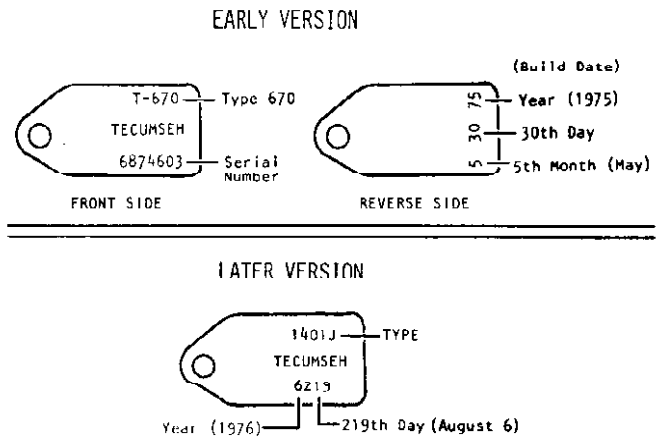 EARLY VERSION
(Build Date)
T-670 Type 670
TECUMSEH
6874603 Serial Number
FRONT SIDE
75 Year (1975)
30 30th Day
5 5th Month (May)
REVERSE SIDE
LATER VERSION
1401J TYPE
TECUMSEH
6219
Year (1976) 219th Day (August 6)